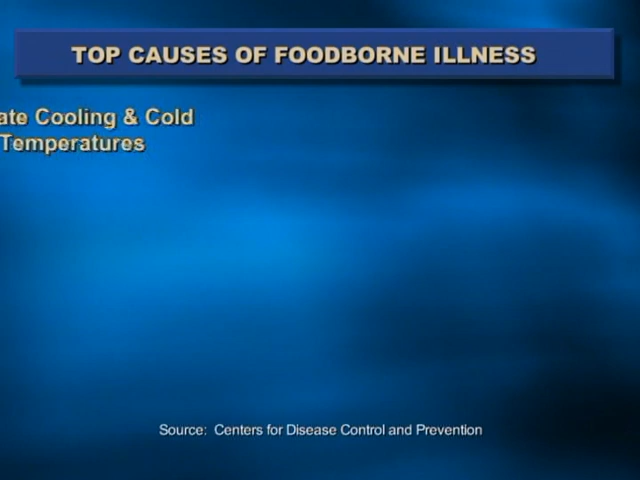 TOP CAUSES OF FOODBORNE ILLNESS
ate Cooling & Cold
Temperatures
Source: Centers for Disease Control and Prevention